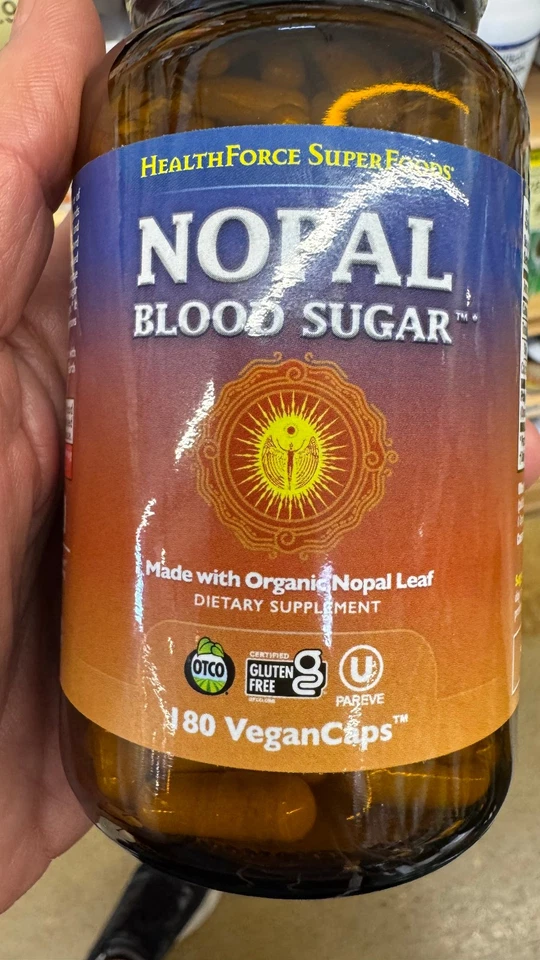 HEALTHFORCE SUPERFOODS
NOPAL
BLOOD SUGAR™*
Made with Organic Nopal Leaf
DIETARY SUPPLEMENT
OTCO
CERTIFIED
GLUTEN
FREE
g
U
PAREVE
180 VeganCaps™